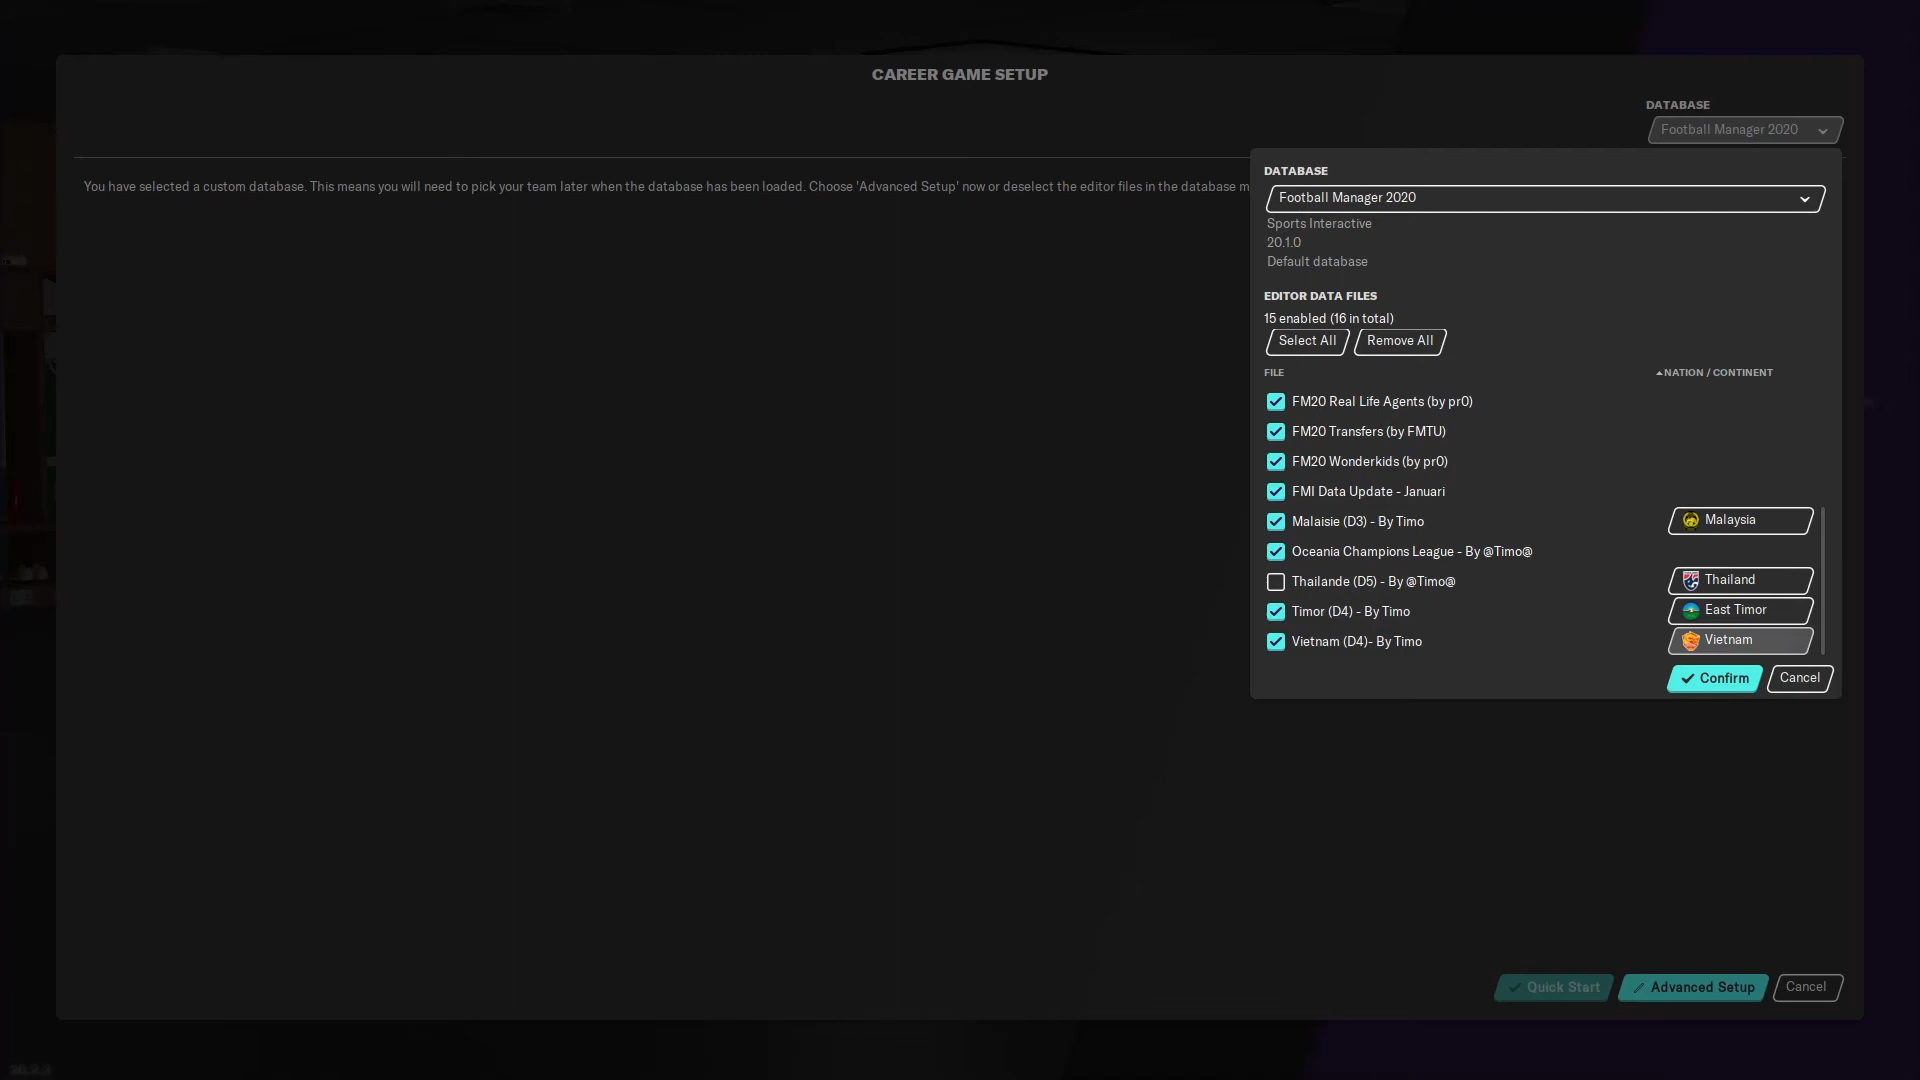 CAREER GAME SETUP
DATABASE
Football Manager 2020
You have selected a custom database. This means you will need to pick your team later when the database has been loaded. Choose 'Advanced Setup' now or deselect the editor files in the database m
DATABASE
Football Manager 2020
Sports Interactive
20.1.0
Default database
EDITOR DATA FILES
15 enabled (16 in total)
Select All
Remove All
FILE
NATION / CONTINENT
FM20 Real Life Agents (by pr0)
FM20 Transfers (by FMTU)
FM20 Wonderkids (by pr0)
FMI Data Update - Januari
Malaisie (D3) - By Timo
Malaysia
Oceania Champions League - By @Timo@
Thailande (D5) - By @Timo@
Thailand
Timor (D4) - By Timo
East Timor
Vietnam (D4)- By Timo
Vietnam
Confirm
Cancel
Quick Start
Advanced Setup
Cancel